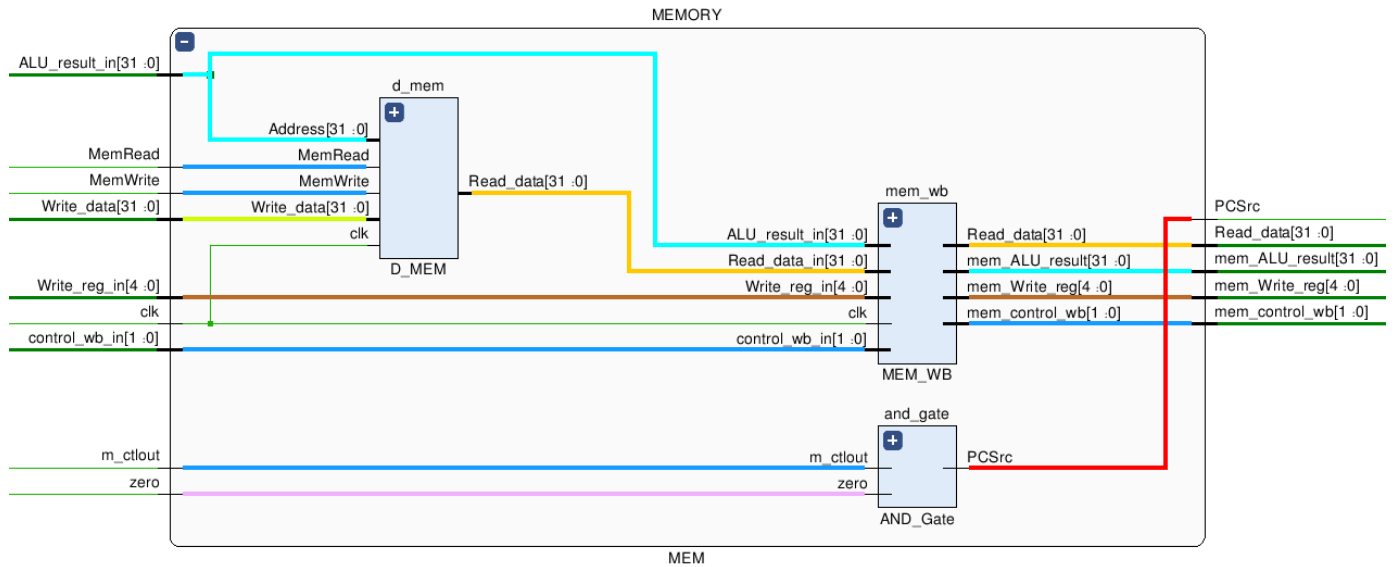 MEMORY
ALU_result_in[31 :0]
d_mem
Address[31 :0]
MemRead
MemRead
MemWrite
MemWrite
Read_data[31 :0]
Write_data[31 :0]
Write_data[31 :0]
clk
D_MEM
mem_wb
ALU_result_in[31 :0]
Read_data_in[31 :0]
Write_reg_in[4 :0]
clk
control_wb_in[1 :0]
Read_data[31 :0]
mem_ALU_result[31 :0]
mem_Write_reg[4 :0]
mem_control_wb[1 :0]
MEM_WB
PCSrc
Read_data[31 :0]
mem_ALU_result[31 :0]
mem_Write_reg[4 :0]
mem_control_wb[1 :0]
Write_reg_in[4 :0]
clk
control_wb_in[1 :0]
and_gate
m_ctlout
m_ctlout
PCSrc
zero
zero
AND_Gate
MEM